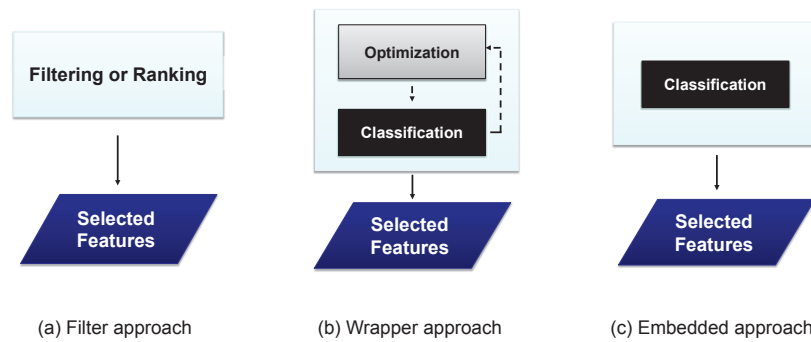 Filtering or Ranking
Selected
Features
(a) Filter approach
Optimization
Classification
Selected
Features
(b) Wrapper approach
Classification
Selected
Features
(c) Embedded approach